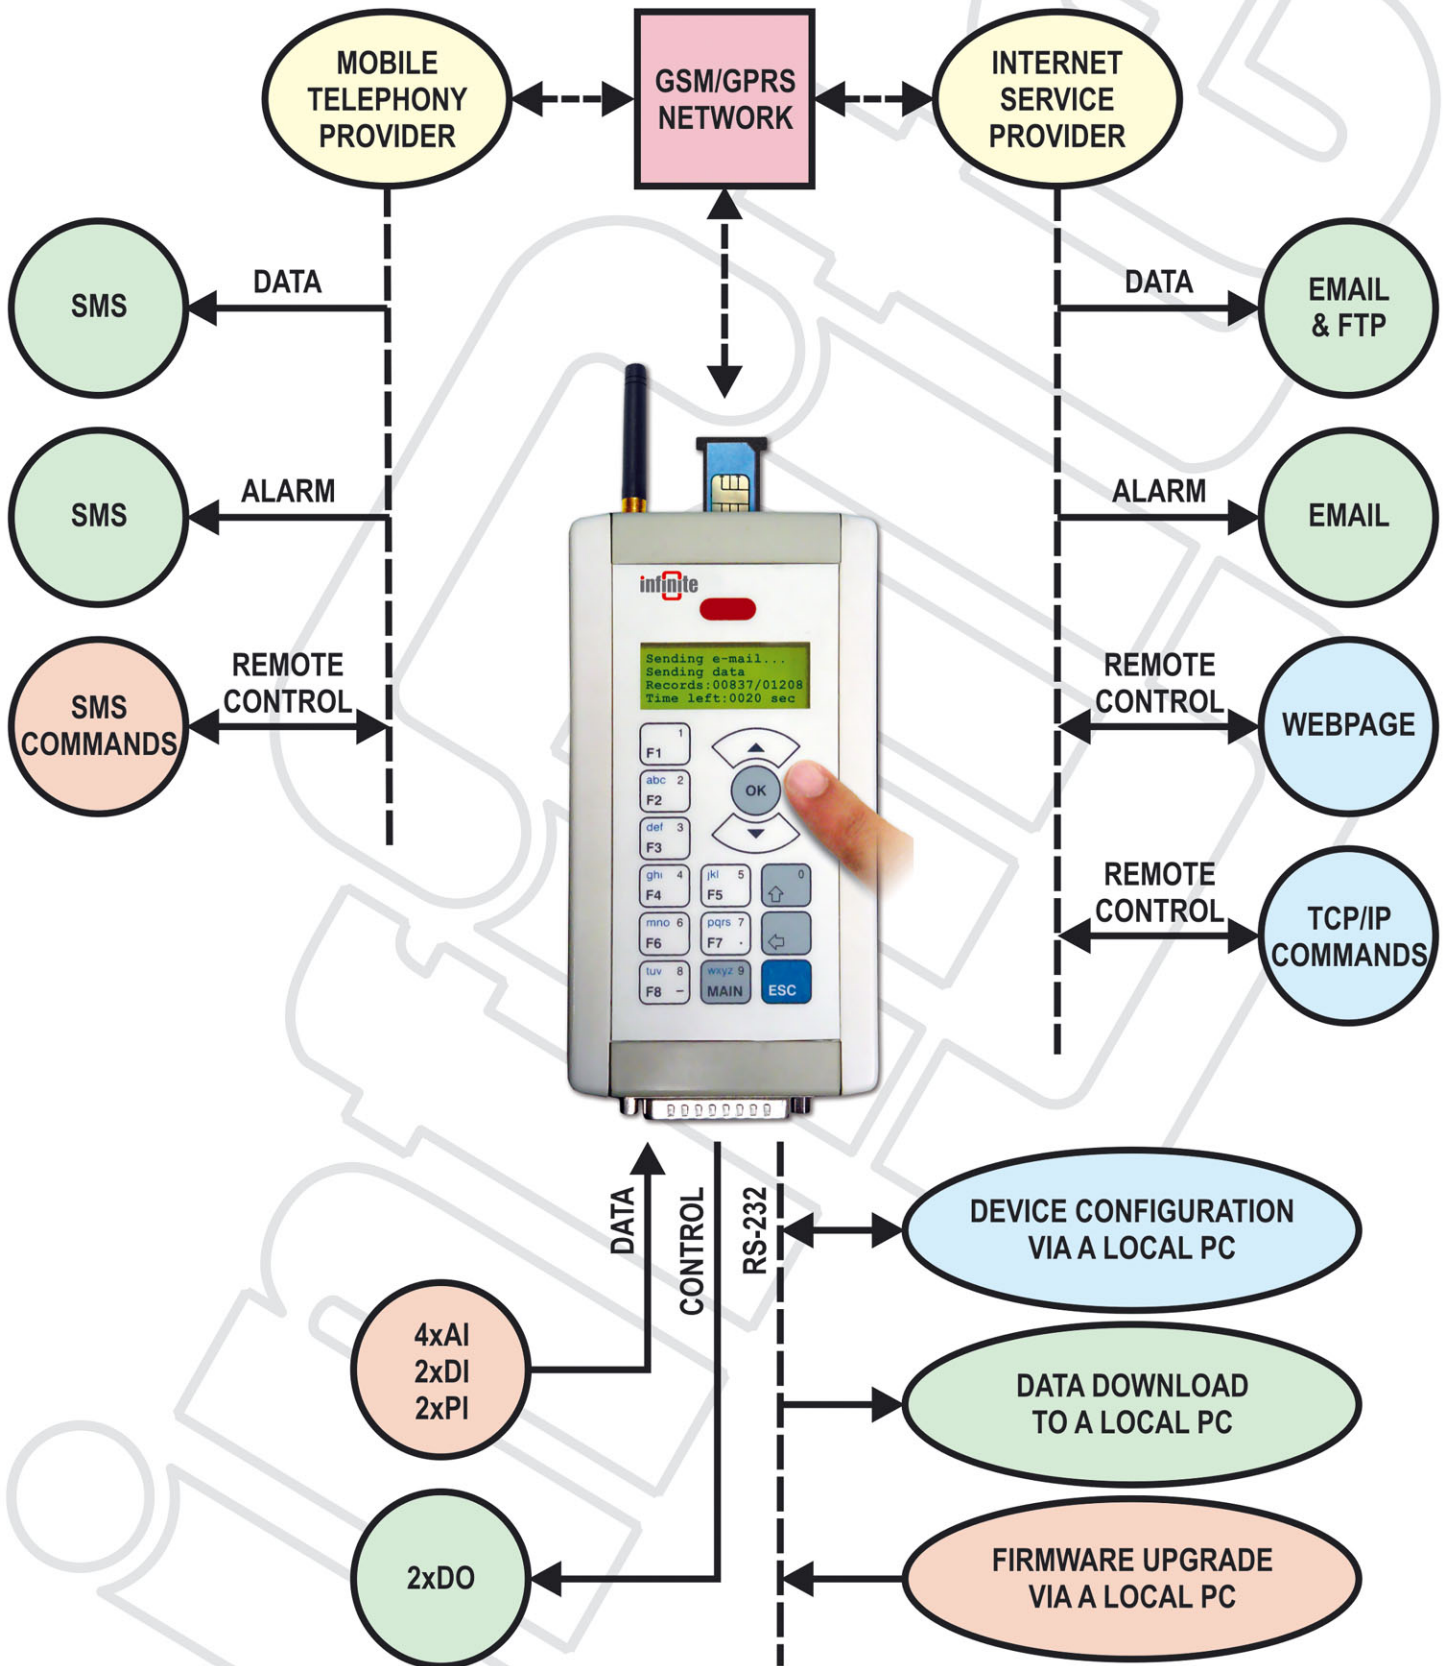 MOBILE
TELEPHONY
PROVIDER
GSM/GPRS
NETWORK
INTERNET
SERVICE
PROVIDER
SMS
DATA
DATA
EMAIL
& FTP
SMS
ALARM
ALARM
EMAIL
infinite
Sending e-mail...
Sending data
Records:00837/01208
Time left:0020 sec
SMS
COMMANDS
REMOTE
CONTROL
REMOTE
CONTROL
WEBPAGE
1
F1
abc 2
F2
OK
def 3
F3
ghi 4
F4
jkl 5
F5
0
mno 6
F6
pqrs 7
F7 .
tuv 8
F8 –
wxyz 9
MAIN
ESC
REMOTE
CONTROL
TCP/IP
COMMANDS
DATA
CONTROL
RS-232
DEVICE CONFIGURATION
VIA A LOCAL PC
4xAI
2xDI
2xPI
DATA DOWNLOAD
TO A LOCAL PC
2xDO
FIRMWARE UPGRADE
VIA A LOCAL PC